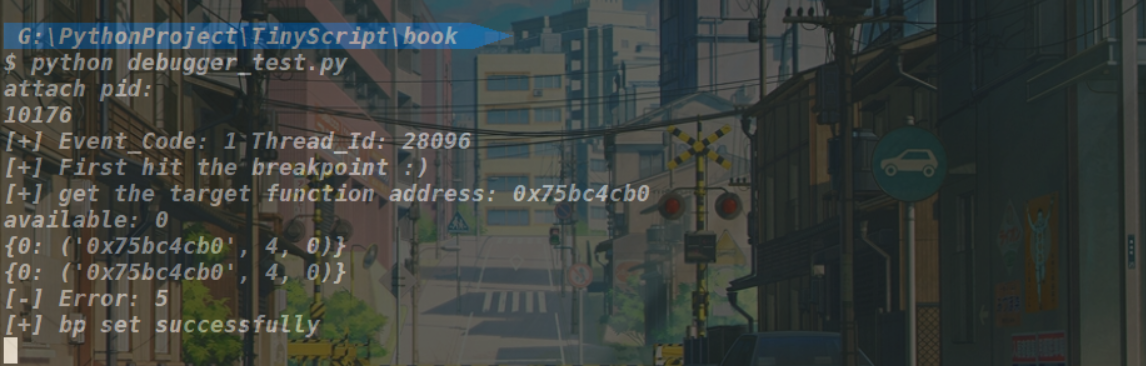 G:\PythonProject\TinyScript\book
$ python debugger_test.py
attach pid:
10176
[+] Event_Code: 1 Thread_Id: 28096
[+] First hit the breakpoint :)
[+] get the target function address: 0x75bc4cb0
available: 0
{0: ('0x75bc4cb0', 4, 0)}
{0: ('0x75bc4cb0', 4, 0)}
[-] Error: 5
[+] bp set successfully